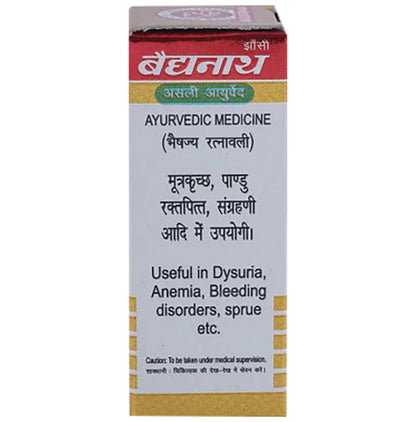 झाँसी
बैद्यनाथ
असली आयुर्वेद
AYURVEDIC MEDICINE
(भैषज्य रत्नावली)
मूत्रकृच्छ, पाण्डु
रक्तपित्त, संग्रहणी
आदि में उपयोगी।
Useful in Dysuria,
Anemia, Bleeding
disorders, sprue
etc.
Caution: To be taken under medical supervision.
सावधानी : चिकित्सक की देख-रेख में सेवन करें।